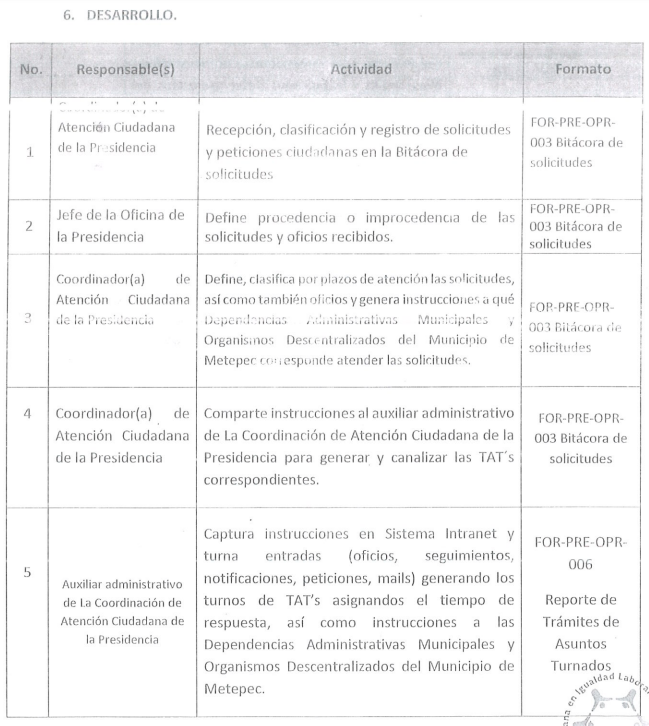 6. DESARROLLO.
No. Responsable(s) Actividad Formato
1
Coordinador(a) de
Atención Ciudadana
de la Presidencia
Recepción, clasificación y registro de solicitudes
y peticiones ciudadanas en la Bitácora de
solicitudes
FOR-PRE-OPR-
003 Bitácora de
solicitudes
2
Jefe de la Oficina de
la Presidencia
Define procedencia o improcedencia de las
solicitudes y oficios recibidos.
FOR-PRE-OPR-
003 Bitácora de
solicitudes
3
Coordinador(a) de
Atención Ciudadana
de la Presidencia
Define, clasifica por plazos de atención las solicitudes,
así como también oficios y genera instrucciones a qué
Dependencias Administrativas Municipales y
Organismos Descentralizados del Municipio de
Metepec corresponde atender las solicitudes.
FOR-PRE-OPR-
003 Bitácora de
solicitudes
4
Coordinador(a) de
Atención Ciudadana
de la Presidencia
Comparte instrucciones al auxiliar administrativo
de La Coordinación de Atención Ciudadana de la
Presidencia para generar y canalizar las TAT´s
correspondientes.
FOR-PRE-OPR-
003 Bitácora de
solicitudes
5
Auxiliar administrativo
de La Coordinación de
Atención Ciudadana de
la Presidencia
Captura instrucciones en Sistema Intranet y
turna entradas (oficios, seguimientos,
notificaciones, peticiones, mails) generando los
turnos de TAT's asignandos el tiempo de
respuesta, así como instrucciones a las
Dependencias Administrativas Municipales y
Organismos Descentralizados del Municipio de
Metepec.
FOR-PRE-OPR-
006
Reporte de
Trámites de
Asuntos
Turnados
en Igualdad Labora